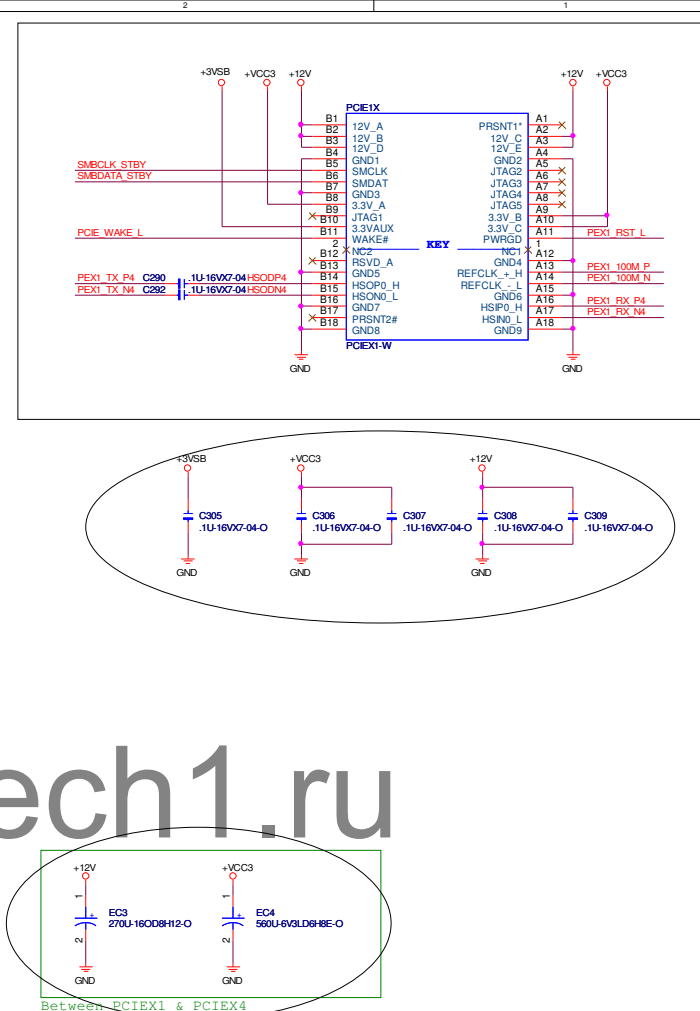 2 1
+3VSB +VCC3 +12V +12V +VCC3
PCIE1X
B1 12V_A PRSNT1* A1
B2 12V_B 12V_C A2
B3 12V_D 12V_E A3
B4 GND1 GND2 A4
SMBCLK_STBY B5 SMCLK JTAG2 A5
SMBDATA_STBY B6 SMDAT JTAG3 A6
B7 GND3 JTAG4 A7
B8 3.3V_A JTAG5 A8
B9 JTAG1 3.3V_B A9
B10 3.3VAUX 3.3V_C A10
PCIE_WAKE_L B11 WAKE# PWRGD A11 PEX1_RST_L
2 NC2 KEY NC1 1
B12 RSVD_A GND4 A12
B13 GND5 REFCLK_+_H A13 PEX1_100M_P
PEX1_TX_P4 C290 .1U-16VX7-04 HSODP4 B14 HSOP0_H REFCLK_-_L A14 PEX1_100M_N
PEX1_TX_N4 C292 .1U-16VX7-04 HSODN4 B15 HSON0_L GND6 A15
B16 GND7 HSIP0_H A16 PEX1_RX_P4
B17 PRSNT2# HSIN0_L A17 PEX1_RX_N4
B18 GND8 GND9 A18
PCIEX1-W
GND GND
+3VSB +VCC3 +12V
C305 C306 C307 C308 C309
.1U-16VX7-04-O .1U-16VX7-04-O .1U-16VX7-04-O .1U-16VX7-04-O .1U-16VX7-04-O
GND GND GND
ech1.ru
+12V +VCC3
1 1
+ EC3 + EC4
270U-16OD8H12-O 560U-6V3LD6H8E-O
2 2
GND GND
Between PCIEX1 & PCIEX4